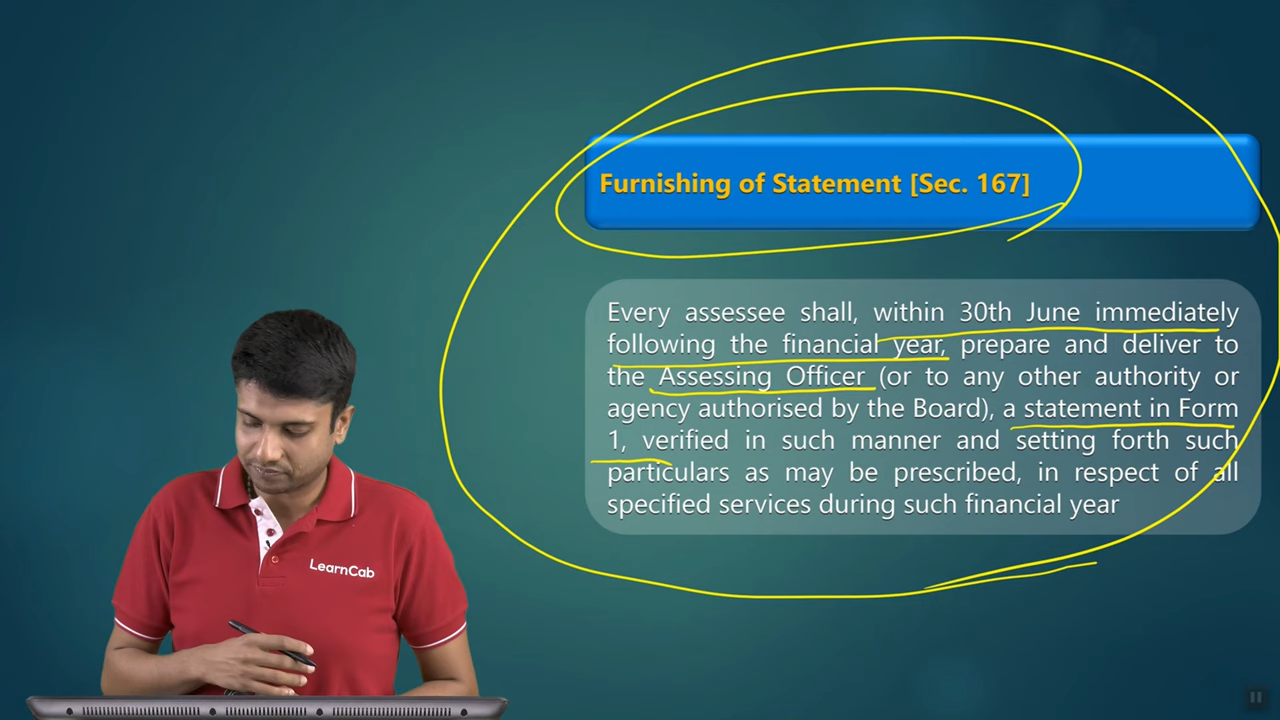 Furnishing of Statement [Sec. 167]
Every assessee shall, within 30th June immediately
following the financial year, prepare and deliver to
the Assessing Officer (or to any other authority or
agency authorised by the Board), a statement in Form
1, verified in such manner and setting forth such
particulars as may be prescribed, in respect of all
specified services during such financial year
LearnCab